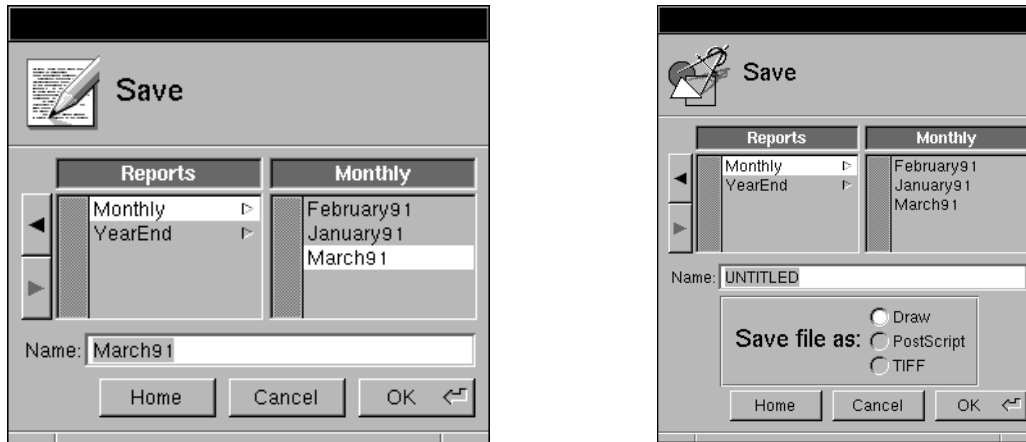 Save
Reports Monthly
Monthly February91
YearEnd January91
March91
Name: March91
Home Cancel OK
Save
Reports Monthly
Monthly February91
YearEnd January91
March91
Name: UNTITLED
Save file as:
Draw
PostScript
TIFF
Home Cancel OK